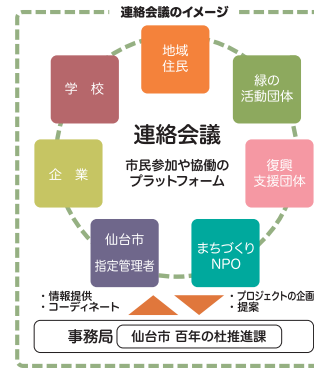 連絡会議のイメージ
地域
住民
学　校
緑の
活動団体
連絡会議
市民参加や協働の
プラットフォーム
企　業
復興
支援団体
仙台市
指定管理者
まちづくり
NPO
・情報提供
・コーディネート
・プロジェクトの企画
・提案
事務局 仙台市 百年の杜推進課